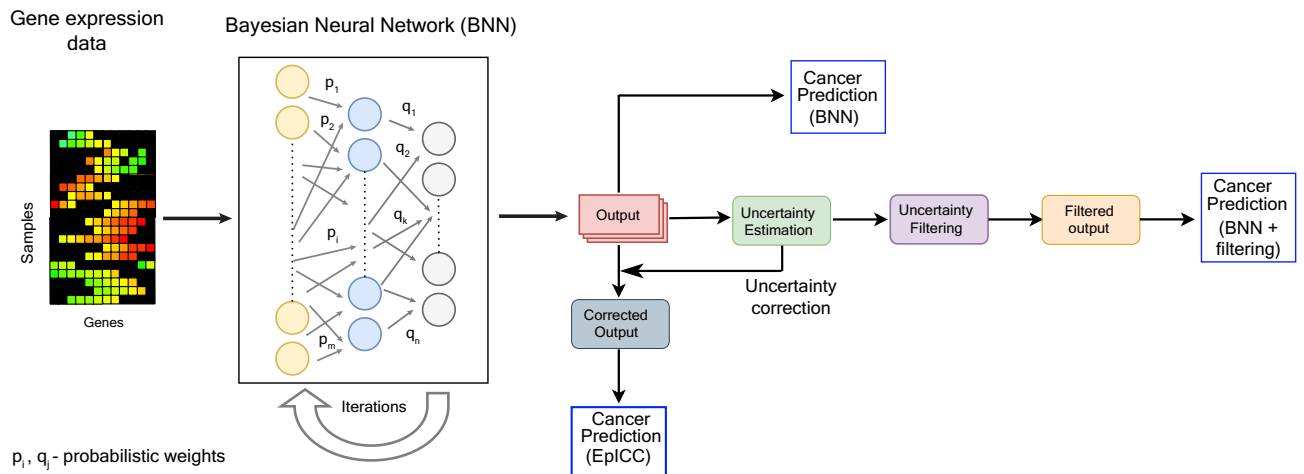 Gene expression
data
Bayesian Neural Network (BNN)
Samples
Genes
p1
p2
pi
pm
q1
q2
qk
qn
Iterations
pi , qj - probabilistic weights
Output
Cancer
Prediction
(BNN)
Uncertainty
Estimation
Uncertainty
Filtering
Filtered
output
Cancer
Prediction
(BNN +
filtering)
Uncertainty
correction
Corrected
Output
Cancer
Prediction
(EpICC)